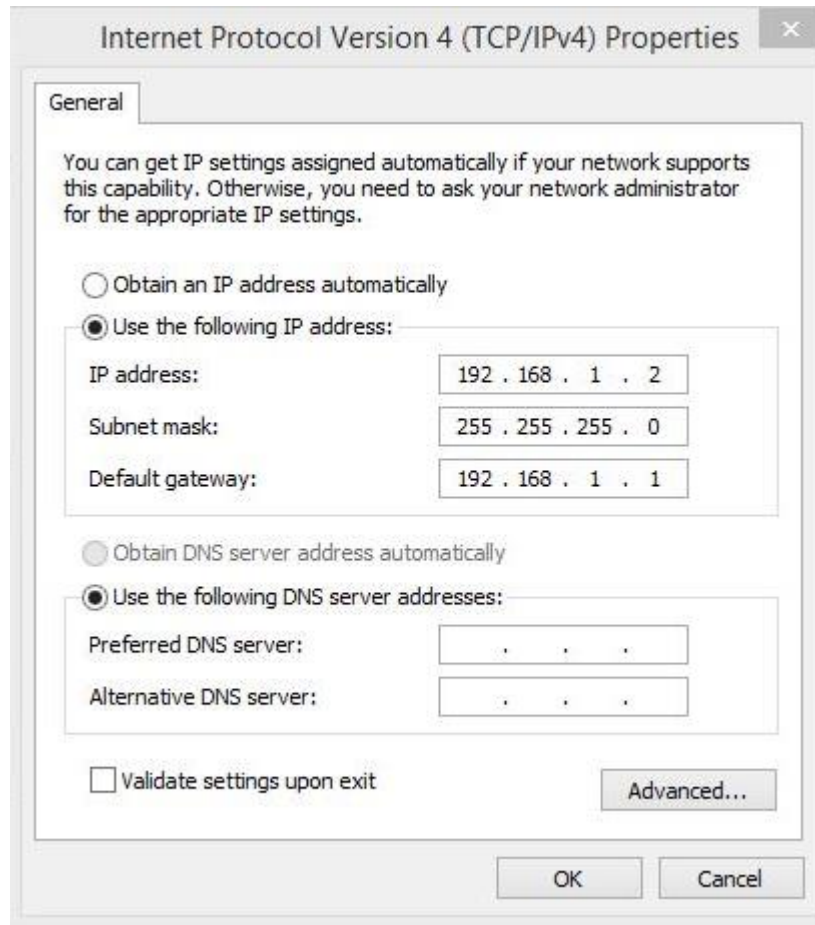 Internet Protocol Version 4 (TCP/IPv4) Properties
General
You can get IP settings assigned automatically if your network supports
this capability. Otherwise, you need to ask your network administrator
for the appropriate IP settings.
Obtain an IP address automatically
Use the following IP address:
IP address: 192 . 168 . 1 . 2
Subnet mask: 255 . 255 . 255 . 0
Default gateway: 192 . 168 . 1 . 1
Obtain DNS server address automatically
Use the following DNS server addresses:
Preferred DNS server: . . .
Alternative DNS server: . . .
Validate settings upon exit
Advanced...
OK Cancel